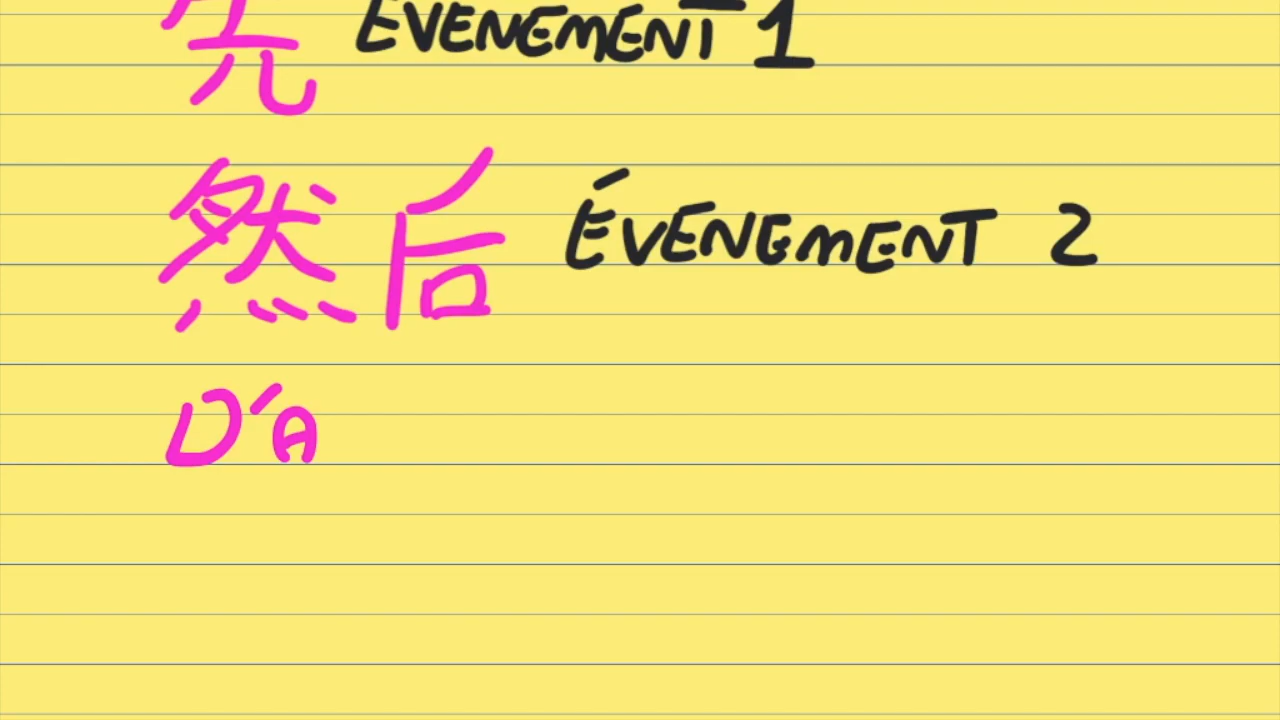 先 ÉVENEMENT 1
然后 ÉVENEMENT 2
D'A